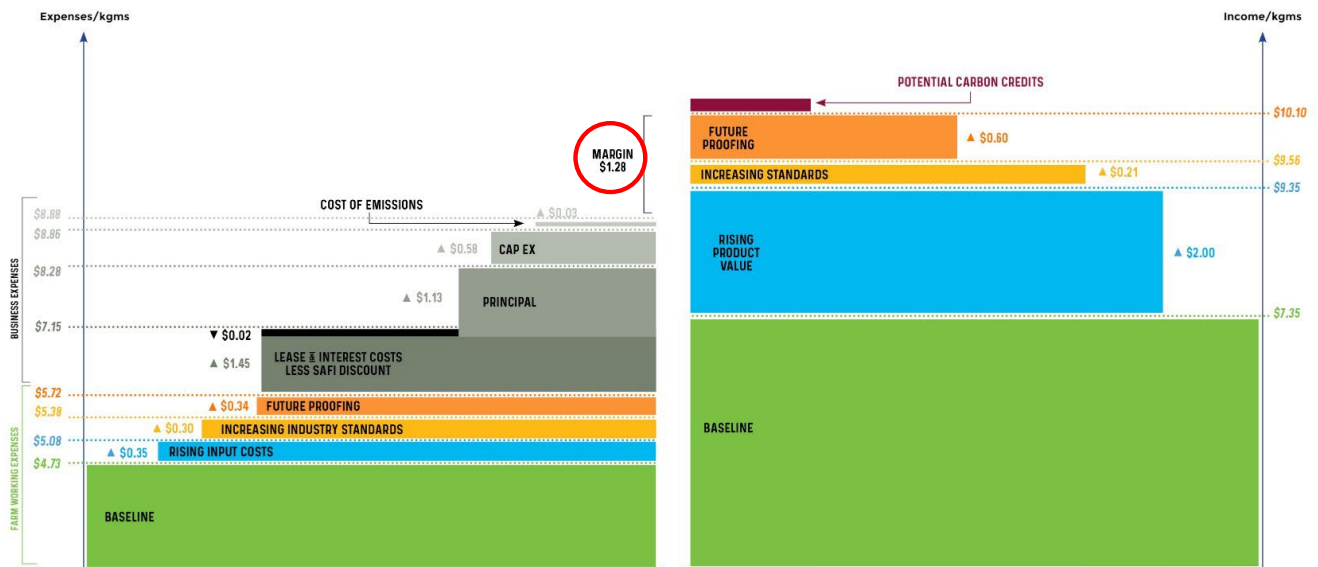 Expenses/kgms
Income/kgms
POTENTIAL CARBON CREDITS
$10.10
FUTURE
PROOFING
▲ $0.60
MARGIN
$1.28
$9.56
INCREASING STANDARDS
▲ $0.21
$9.35
COST OF EMISSIONS
▲ $0.03
$8.88
$8.86
▲ $0.58
CAP EX
RISING
PRODUCT
VALUE
▲ $2.00
$8.28
▲ $1.13
PRINCIPAL
BUSINESS EXPENSES
$7.35
$7.15
▼ $0.02
▲ $1.45
LEASE & INTEREST COSTS
LESS SAFI DISCOUNT
$5.72
▲ $0.34
FUTURE PROOFING
$5.38
▲ $0.30
INCREASING INDUSTRY STANDARDS
BASELINE
$5.08
▲ $0.35
RISING INPUT COSTS
$4.73
FARM WORKING EXPENSES
BASELINE